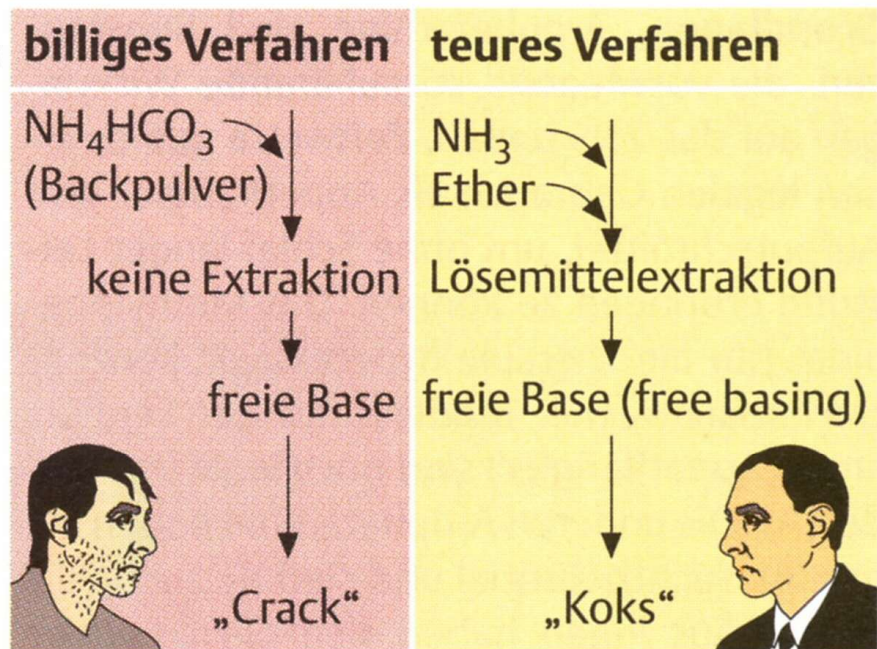 billiges Verfahren
NH₄HCO₃
(Backpulver)
keine Extraktion
freie Base
„Crack“
teures Verfahren
NH₃
Ether
Lösemittelextraktion
freie Base (free basing)
„Koks“